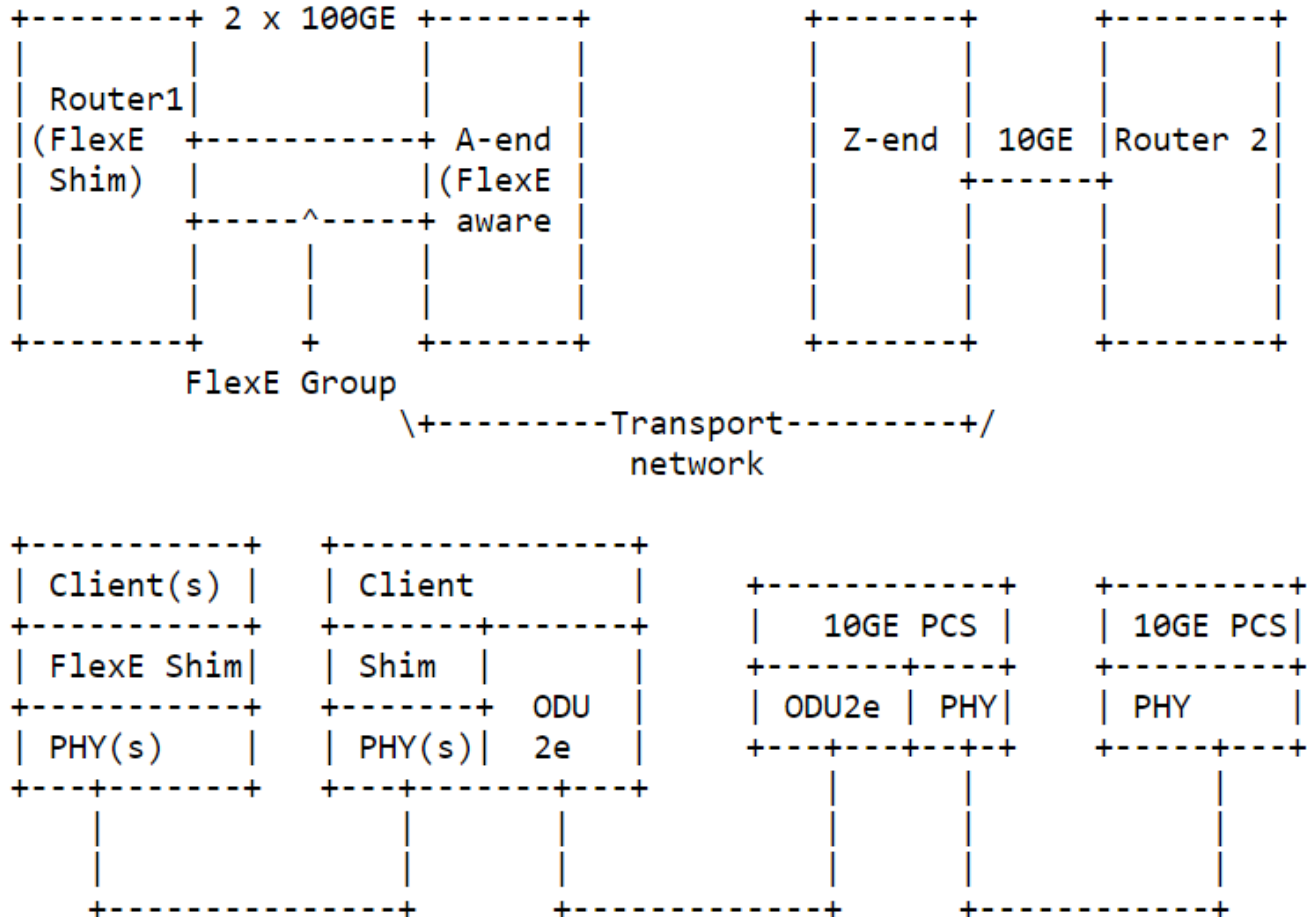 +--------+ 2 x 100GE +-------+          +-------+      +--------+
|        |           |       |          |       |      |        |
| Router1|           |       |          |       |      |        |
|(FlexE  +-----------+ A-end |          | Z-end | 10GE |Router 2|
| Shim)  |           |(FlexE |          |       +------+        |
|        +-----^-----+ aware |          |       |      |        |
|        |     |     |       |          |       |      |        |
|        |     |     |       |          |       |      |        |
+--------+     +     +-------+          +-------+      +--------+
        FlexE Group
                   \+---------Transport---------+/
                              network
+-----------+   +---------------+
| Client(s) |   | Client        |     +------------+    +---------+
+-----------+   +-------+-------+     |   10GE PCS |    | 10GE PCS|
| FlexE Shim|   | Shim  |       |     +-------+----+    +---------+
+-----------+   +-------+  ODU  |     | ODU2e | PHY|    | PHY     |
| PHY(s)    |   | PHY(s)|  2e   |     +---+---+--+-+    +-----+---+
+---+-------+   +---+-------+---+         |      |            |
    |               |       |             |      |            |
    |               |       |             |      |            |
    +---------------+       +-------------+      +------------+